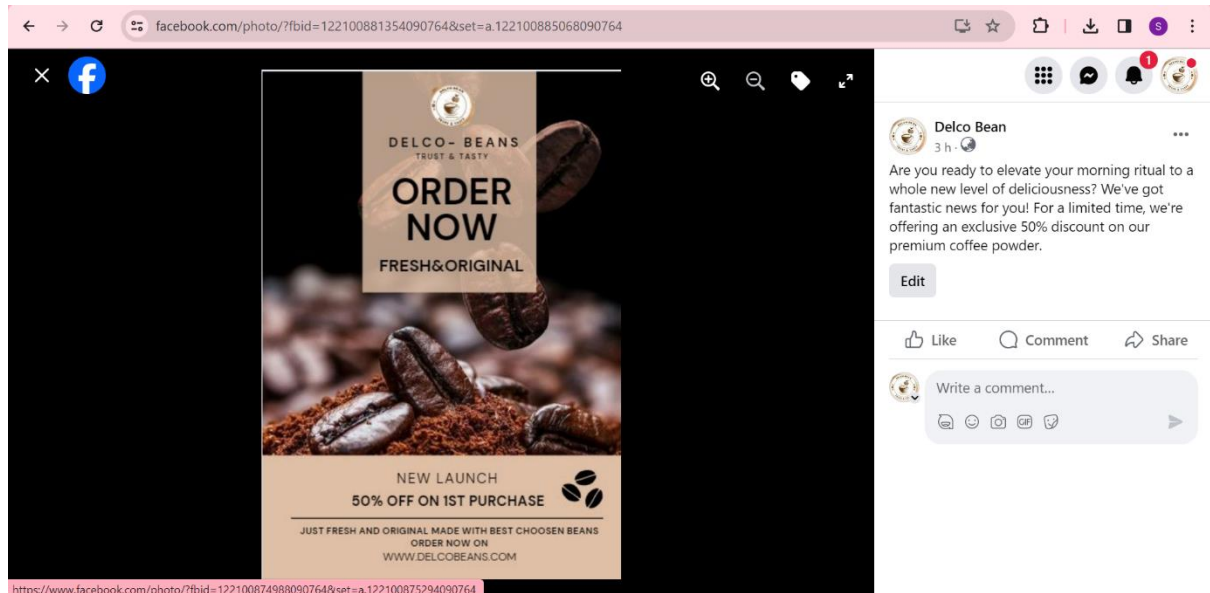 facebook.com/photo/?fbid=122100881354090764&set=a.122100885068090764
S
f
1
DELCO- BEANS
TRUST & TASTY
ORDER
NOW
FRESH&ORIGINAL
NEW LAUNCH
50% OFF ON 1ST PURCHASE
JUST FRESH AND ORIGINAL MADE WITH BEST CHOOSEN BEANS
ORDER NOW ON
WWW.DELCOBEANS.COM
Delco Bean
3 h ·
Are you ready to elevate your morning ritual to a
whole new level of deliciousness? We've got
fantastic news for you! For a limited time, we're
offering an exclusive 50% discount on our
premium coffee powder.
Edit
Like Comment Share
Write a comment...
GIF
https://www.facebook.com/photo/?fbid=122100874988090764&set=a.122100875294090764